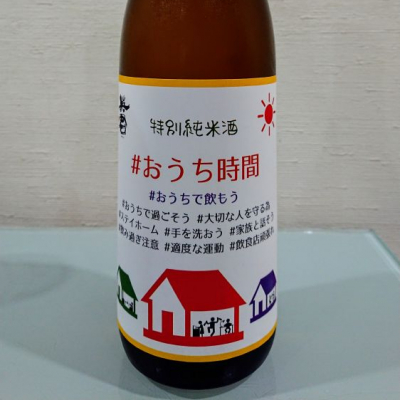 特別純米酒
#おうち時間
#おうちで飲もう
#おうちで過ごそう #大切な人を守る為
#ステイホーム #手を洗おう #家族と話そう
#飲み過ぎ注意 #適度な運動 #飲食店頑張れ